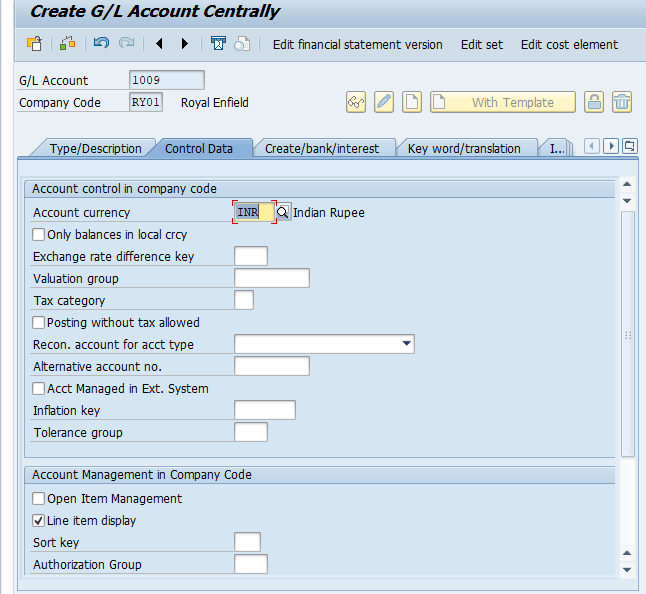 Create G/L Account Centrally
Edit financial statement version Edit set Edit cost element
G/L Account 1009
Company Code RY01 Royal Enfield
With Template
Type/Description Control Data Create/bank/interest Key word/translation I...
Account control in company code
Account currency INR Indian Rupee
Only balances in local crcy
Exchange rate difference key
Valuation group
Tax category
Posting without tax allowed
Recon. account for acct type
Alternative account no.
Acct Managed in Ext. System
Inflation key
Tolerance group
Account Management in Company Code
Open Item Management
Line item display
Sort key
Authorization Group